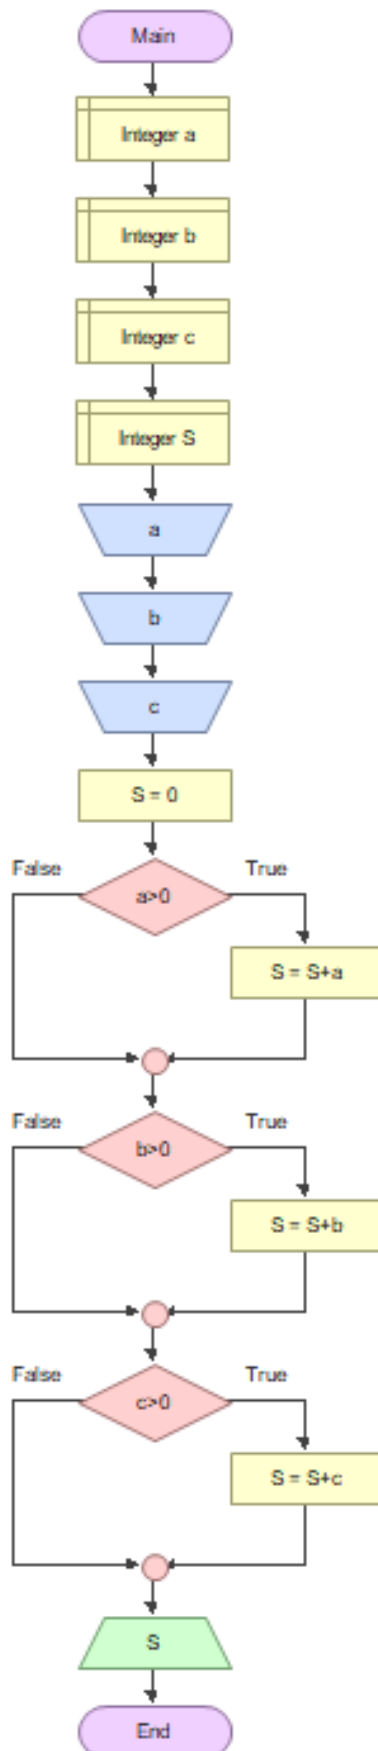 Main
Integer a
Integer b
Integer c
Integer S
a
b
c
S = 0
False
True
a>0
S = S+a
False
True
b>0
S = S+b
False
True
c>0
S = S+c
S
End